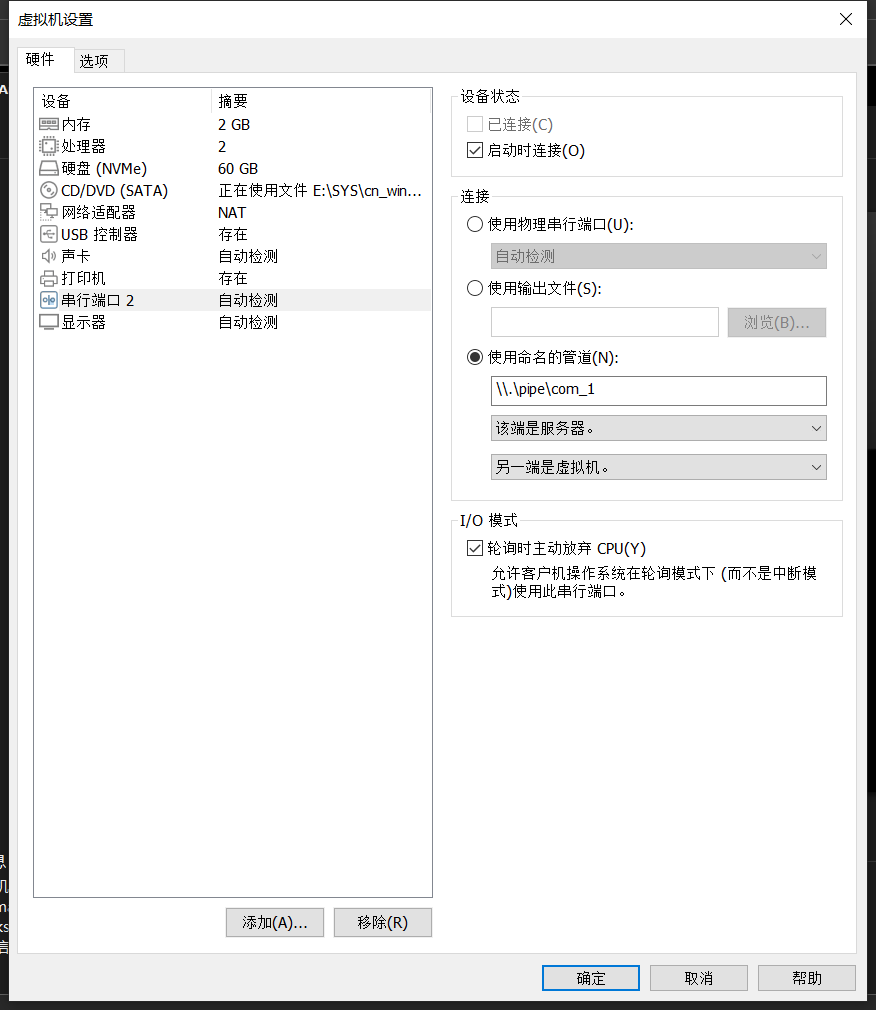 虚拟机设置
硬件
选项
设备 摘要
内存 2 GB
处理器 2
硬盘 (NVMe) 60 GB
CD/DVD (SATA) 正在使用文件 E:\SYS\cn_win...
网络适配器 NAT
USB 控制器 存在
声卡 自动检测
打印机 存在
串行端口 2 自动检测
显示器 自动检测
添加(A)...
移除(R)
设备状态
已连接(C)
启动时连接(O)
连接
使用物理串行端口(U):
自动检测
使用输出文件(S):
浏览(B)...
使用命名的管道(N):
\\.\pipe\com_1
该端是服务器。
另一端是虚拟机。
I/O 模式
轮询时主动放弃 CPU(Y)
允许客户机操作系统在轮询模式下 (而不是中断模
式)使用此串行端口。
确定
取消
帮助